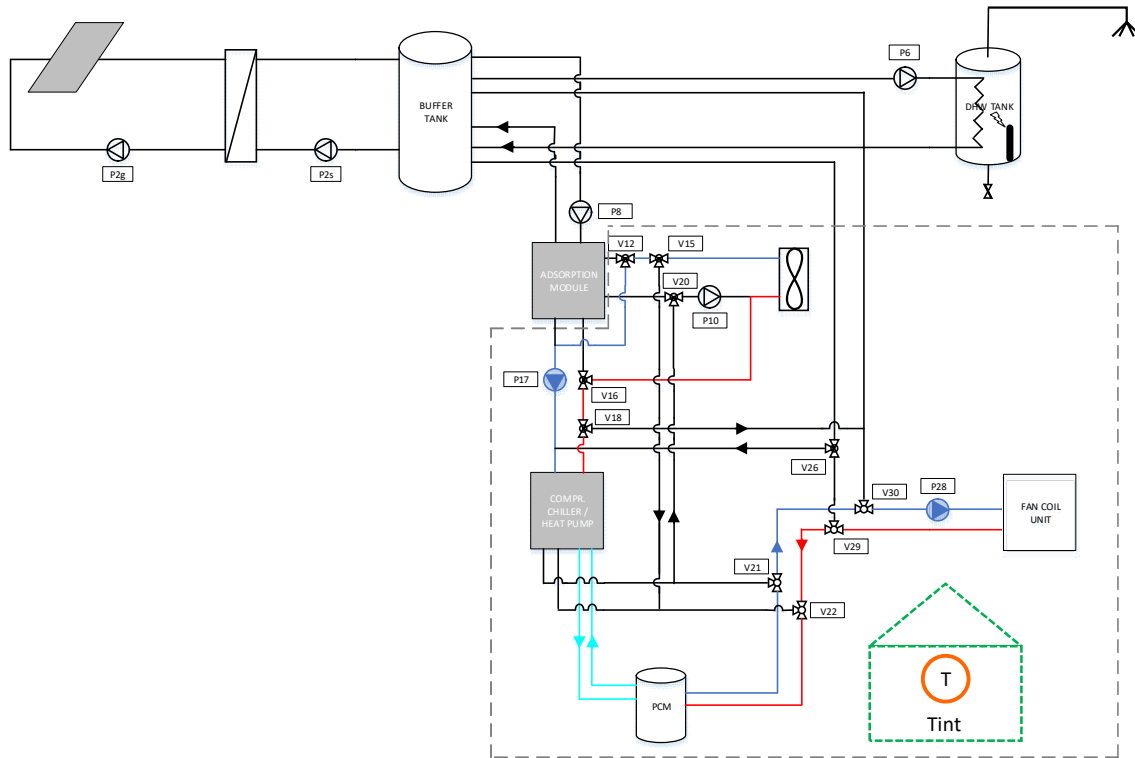 P6
BUFFER
TANK
DHW TANK
P2g
P2s
P8
V12
V15
ADSORPTION
MODULE
V20
P10
P17
V16
V18
V26
COMPR.
CHILLER /
HEAT PUMP
V30
P28
FAN COIL
UNIT
V29
V21
V22
PCM
T
Tint